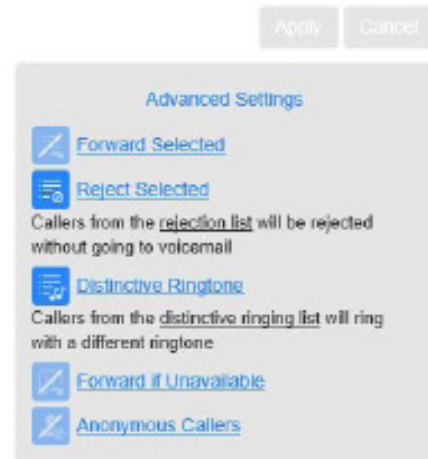 Apply Cancel
Advanced Settings
Forward Selected
Reject Selected
Callers from the rejection list will be rejected
without going to voicemail
Distinctive Ringtone
Callers from the distinctive ringing list will ring
with a different ringtone
Forward if Unavailable
Anonymous Callers